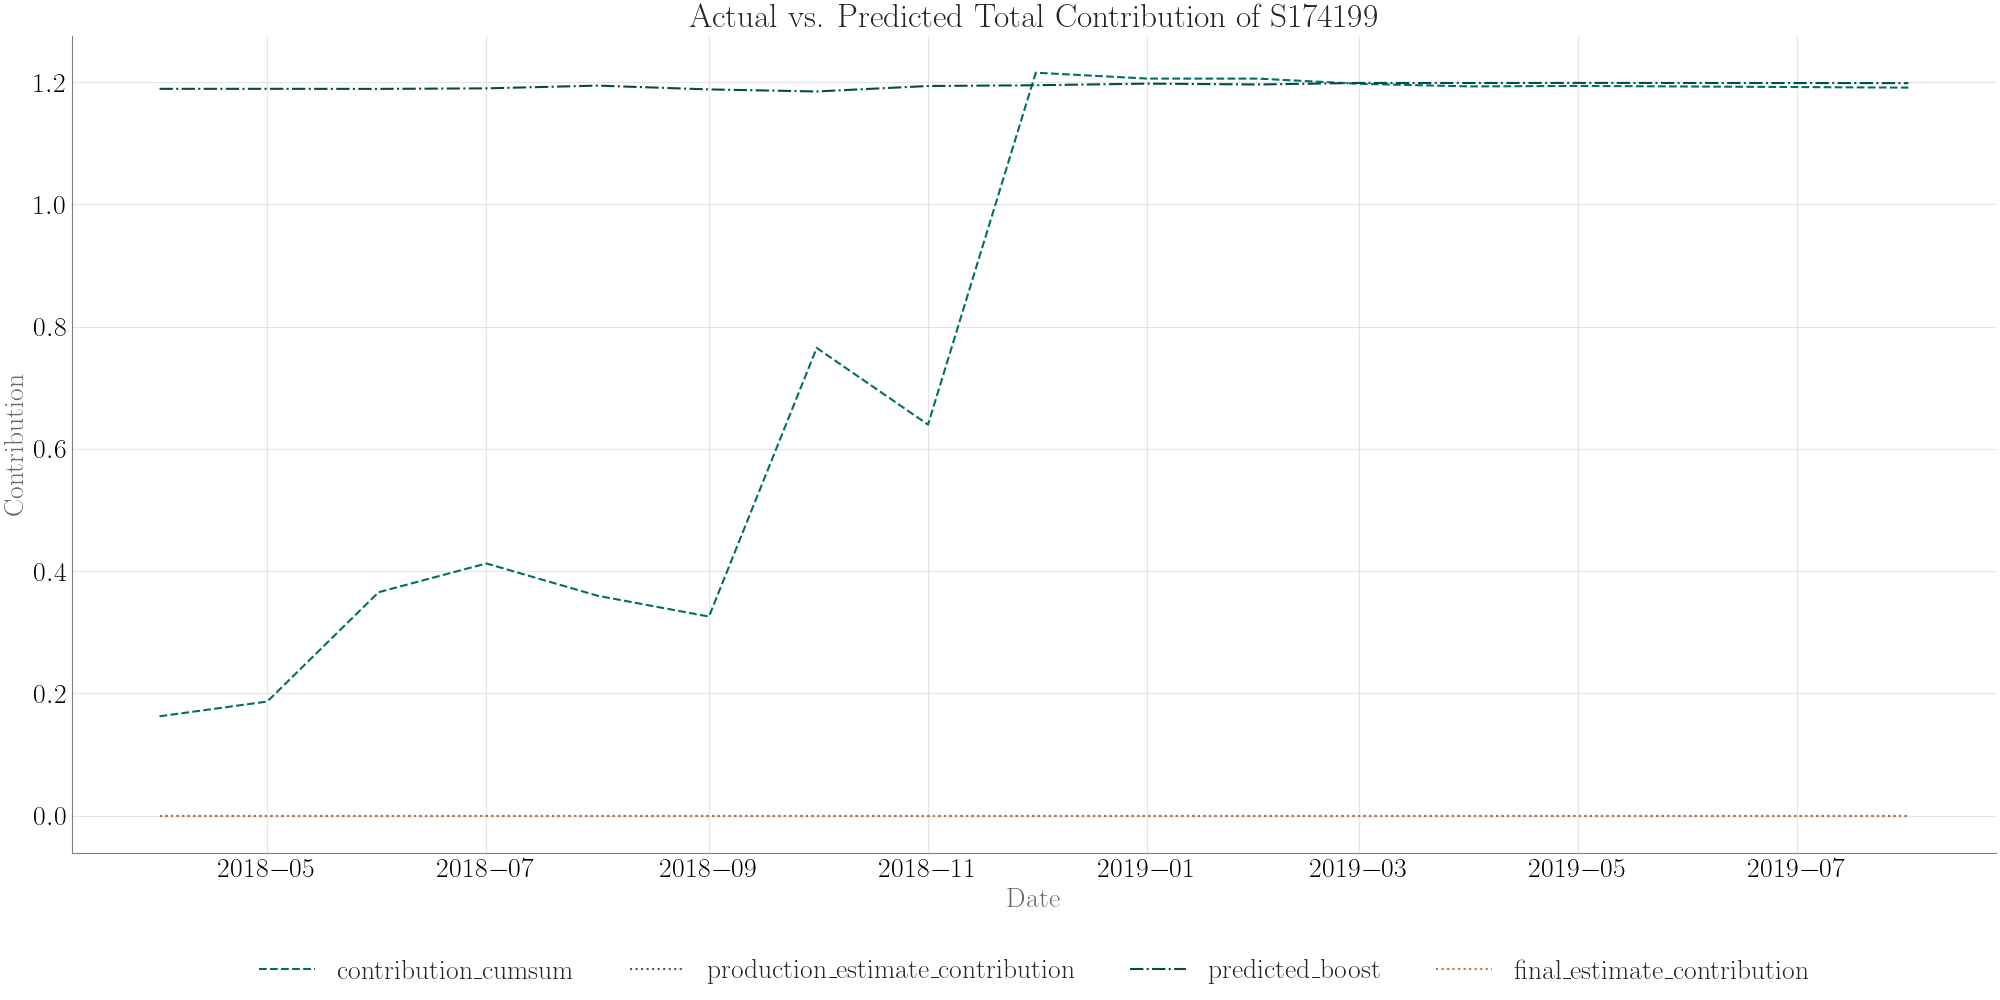 Actual vs. Predicted Total Contribution of S174199
Contribution
1.2
1.0
0.8
0.6
0.4
0.2
0.0
2018−05 2018−07 2018−09 2018−11 2019−01 2019−03 2019−05 2019−07
Date
contribution_cumsum production_estimate_contribution predicted_boost final_estimate_contribution